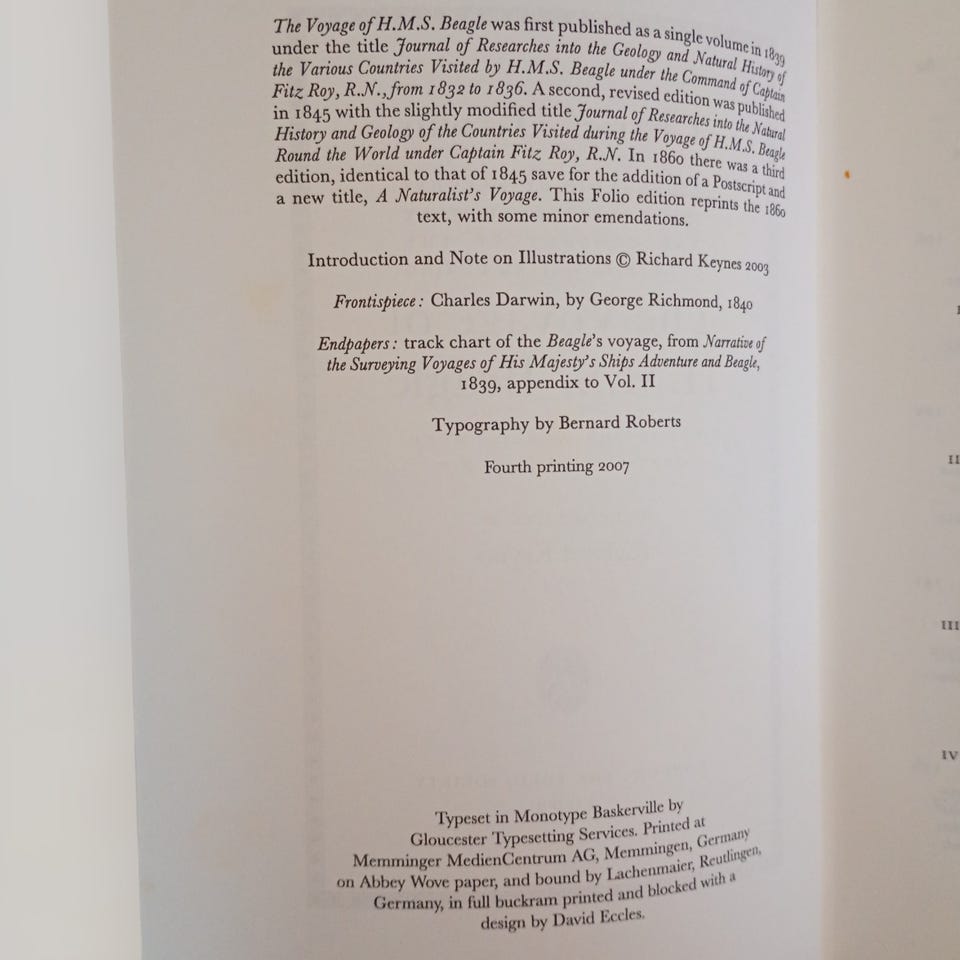 The Voyage of H.M.S. Beagle was first published as a single volume in 1839
under the title Journal of Researches into the Geology and Natural History of
the Various Countries Visited by H.M.S. Beagle under the Command of Captain
Fitz Roy, R.N., from 1832 to 1836. A second, revised edition was published
in 1845 with the slightly modified title Journal of Researches into the Natural
History and Geology of the Countries Visited during the Voyage of H.M.S. Beagle
Round the World under Captain Fitz Roy, R.N. In 1860 there was a third
edition, identical to that of 1845 save for the addition of a Postscript and
a new title, A Naturalist's Voyage. This Folio edition reprints the 1860
text, with some minor emendations.
Introduction and Note on Illustrations © Richard Keynes 2003
Frontispiece: Charles Darwin, by George Richmond, 1840
Endpapers: track chart of the Beagle's voyage, from Narrative of
the Surveying Voyages of His Majesty's Ships Adventure and Beagle,
1839, appendix to Vol. II
Typography by Bernard Roberts
Fourth printing 2007
Typeset in Monotype Baskerville by
Gloucester Typesetting Services. Printed at
Memminger MedienCentrum AG, Memmingen, Germany
on Abbey Wove paper, and bound by Lachenmaier, Reutlingen,
Germany, in full buckram printed and blocked with a
design by David Eccles.
I
II
III
IV